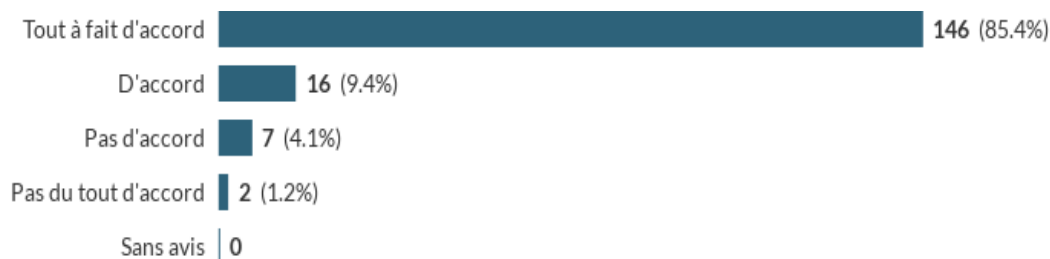 Tout à fait d'accord 146 (85.4%)
D'accord 16 (9.4%)
Pas d'accord 7 (4.1%)
Pas du tout d'accord 2 (1.2%)
Sans avis 0